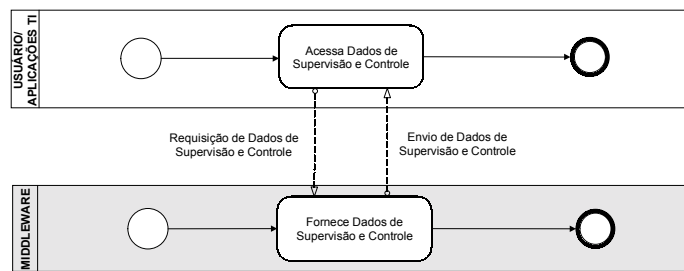 USUÁRIO/
APLICAÇÕES TI
Acessa Dados de
Supervisão e Controle
Requisição de Dados de
Supervisão e Controle
Envio de Dados de
Supervisão e Controle
MIDDLEWARE
Fornece Dados de
Supervisão e Controle